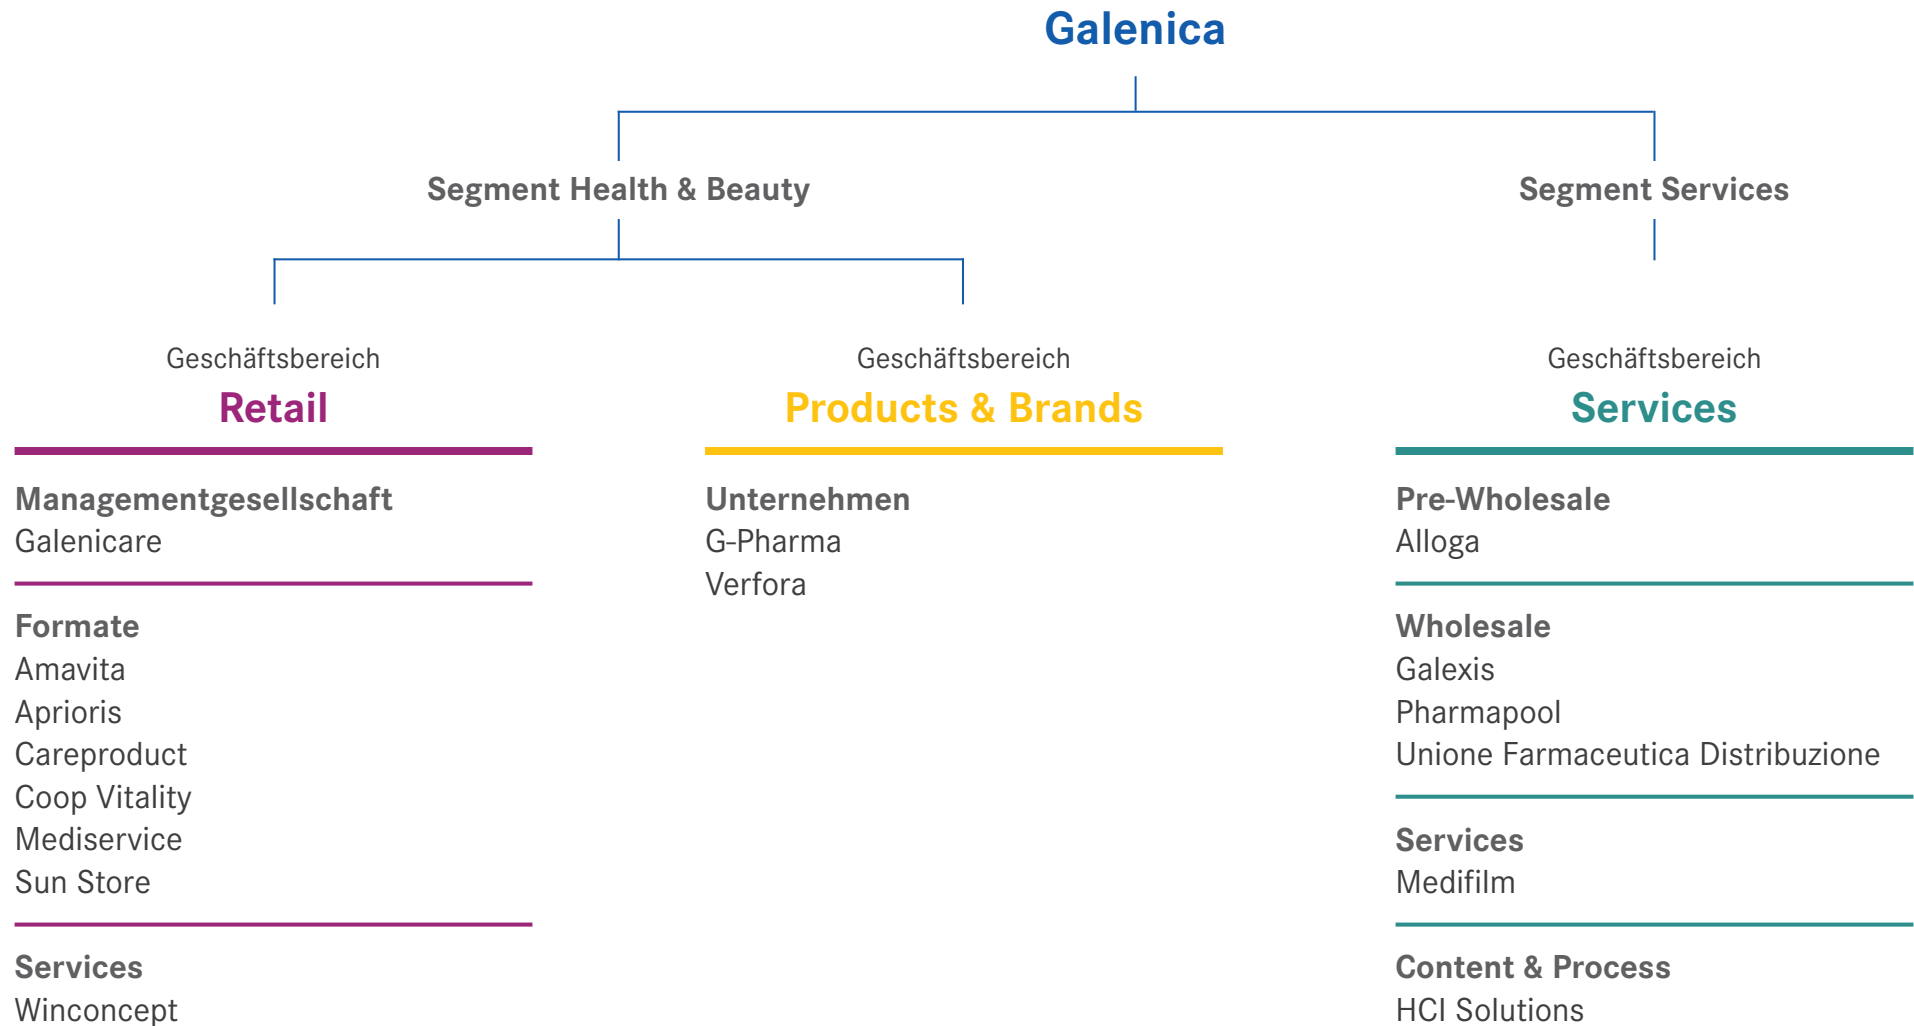 Galenica
Segment Health & Beauty
Segment Services
Geschäftsbereich
Retail
Managementgesellschaft
Galenicare
Formate
Amavita
Aprioris
Careproduct
Coop Vitality
Mediservice
Sun Store
Services
Winconcept
Geschäftsbereich
Products & Brands
Unternehmen
G-Pharma
Verfora
Geschäftsbereich
Services
Pre-Wholesale
Alloga
Wholesale
Galexis
Pharmapool
Unione Farmaceutica Distribuzione
Services
Medifilm
Content & Process
HCI Solutions